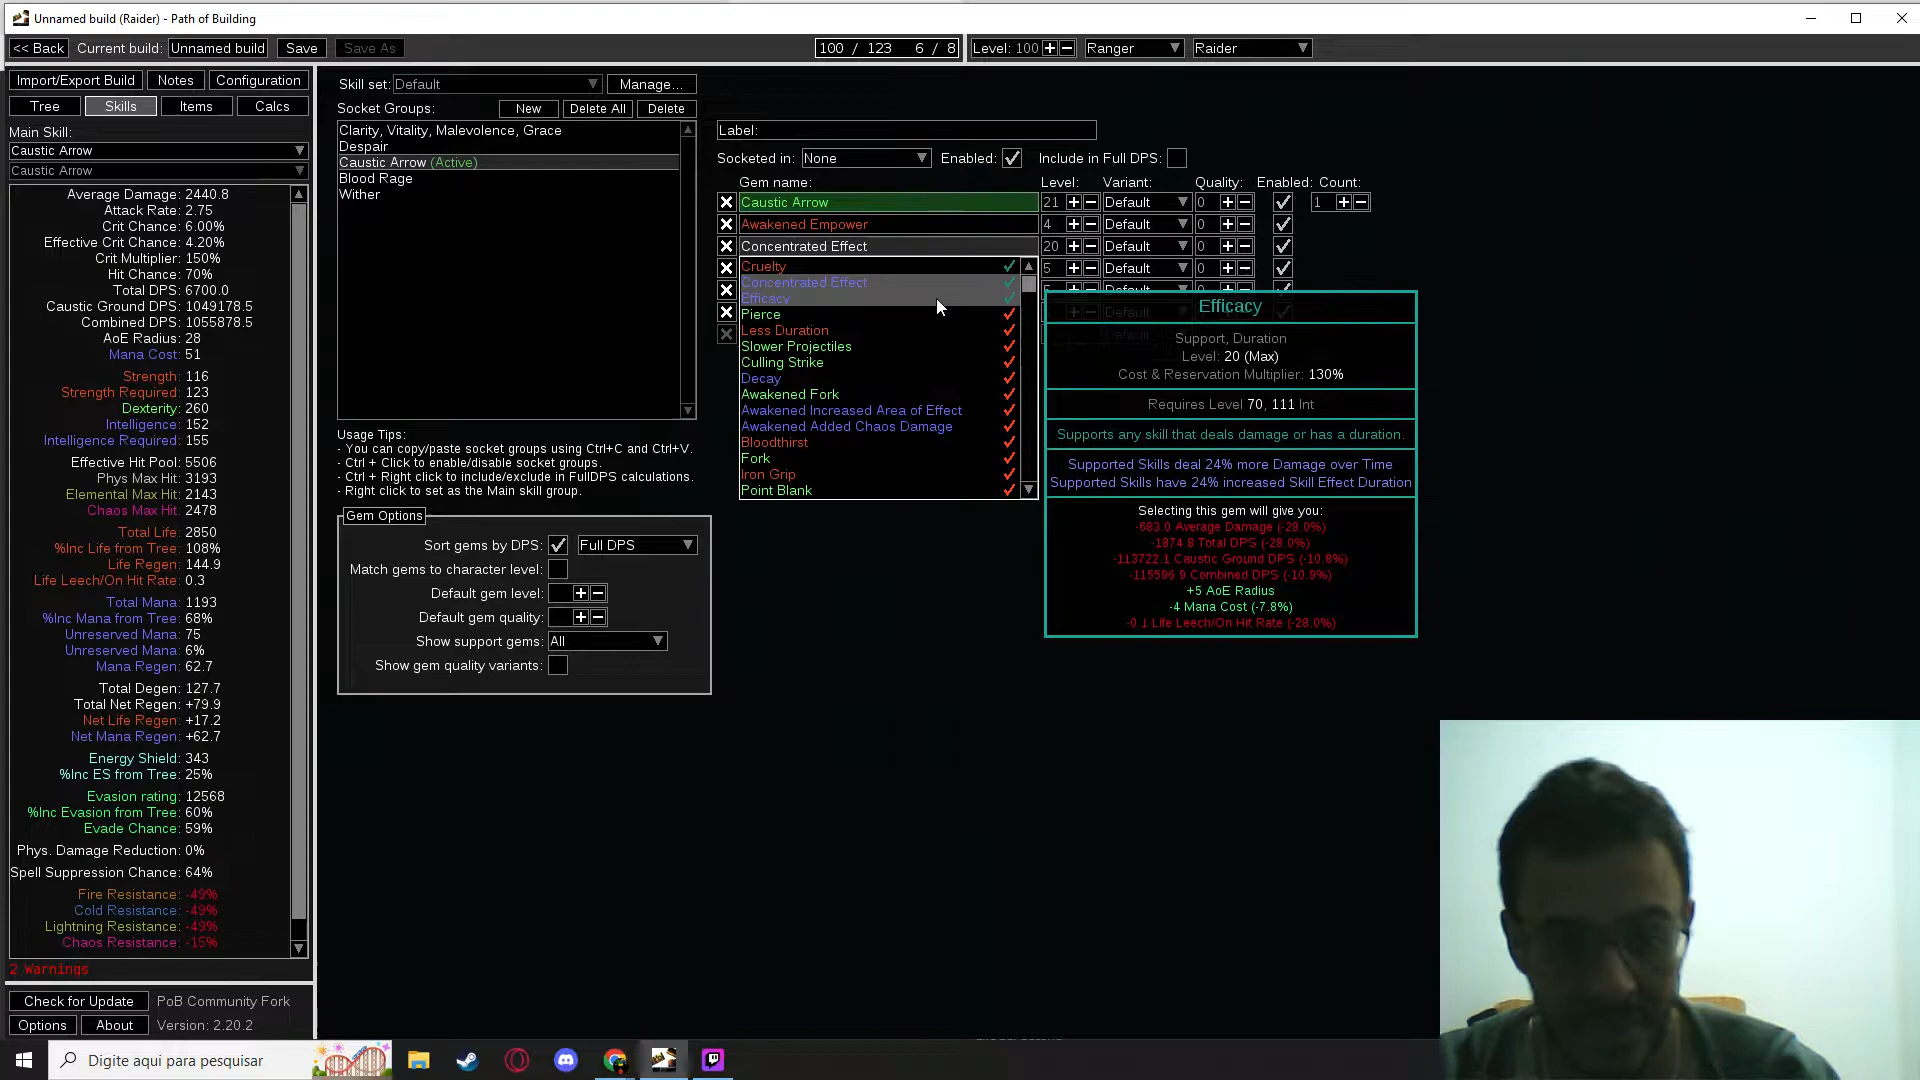 Unnamed build (Raider) - Path of Building
<< Back Current build: Unnamed build Save Save As 100 / 123 6 / 8 Level: 100 Ranger Raider
Import/Export Build Notes Configuration
Tree Skills Items Calcs
Main Skill:
Caustic Arrow
Caustic Arrow
Average Damage: 2440.8
Attack Rate: 2.75
Crit Chance: 6.00%
Effective Crit Chance: 4.20%
Crit Multiplier: 150%
Hit Chance: 70%
Total DPS: 6700.0
Caustic Ground DPS: 1049178.5
Combined DPS: 1055878.5
AoE Radius: 28
Mana Cost: 51
Strength: 116
Strength Required: 123
Dexterity: 260
Intelligence: 152
Intelligence Required: 155
Effective Hit Pool: 5506
Phys Max Hit: 3193
Elemental Max Hit: 2143
Chaos Max Hit: 2478
Total Life: 2850
%Inc Life from Tree: 108%
Life Regen: 144.9
Life Leech/On Hit Rate: 0.3
Total Mana: 1193
%Inc Mana from Tree: 68%
Unreserved Mana: 75
Unreserved Mana: 6%
Mana Regen: 62.7
Total Degen: 127.7
Total Net Regen: +79.9
Net Life Regen: +17.2
Net Mana Regen: +62.7
Energy Shield: 343
%Inc ES from Tree: 25%
Evasion rating: 12568
%Inc Evasion from Tree: 60%
Evade Chance: 59%
Phys. Damage Reduction: 0%
Spell Suppression Chance: 64%
Fire Resistance: -49%
Cold Resistance: -49%
Lightning Resistance: -49%
Chaos Resistance: -15%
2 Warnings
Check for Update PoB Community Fork
Options About Version: 2.20.2
Skill set: Default Manage...
Socket Groups: New Delete All Delete
Clarity, Vitality, Malevolence, Grace
Despair
Caustic Arrow (Active)
Blood Rage
Wither
Usage Tips:
- You can copy/paste socket groups using Ctrl+C and Ctrl+V.
- Ctrl + Click to enable/disable socket groups.
- Ctrl + Right click to include/exclude in FullDPS calculations.
- Right click to set as the Main skill group.
Gem Options
Sort gems by DPS: Full DPS
Match gems to character level:
Default gem level:
Default gem quality:
Show support gems: All
Show gem quality variants:
Label:
Socketed in: None Enabled: Include in Full DPS:
Gem name: Level: Variant: Quality: Enabled: Count:
Caustic Arrow 21 Default 0 1
Awakened Empower 4 Default 0
Concentrated Effect 20 Default 0
5 Default 0
Cruelty
Concentrated Effect
Efficacy
Pierce
Less Duration
Slower Projectiles
Culling Strike
Decay
Awakened Fork
Awakened Increased Area of Effect
Awakened Added Chaos Damage
Bloodthirst
Fork
Iron Grip
Point Blank
Efficacy
Support, Duration
Level: 20 (Max)
Cost & Reservation Multiplier: 130%
Requires Level 70, 111 Int
Supports any skill that deals damage or has a duration.
Supported Skills deal 24% more Damage over Time
Supported Skills have 24% increased Skill Effect Duration
Selecting this gem will give you:
-683.0 Average Damage (-28.0%)
-1874.8 Total DPS (-28.0%)
-113722.1 Caustic Ground DPS (-10.8%)
-115596.9 Combined DPS (-10.9%)
+5 AoE Radius
-4 Mana Cost (-7.8%)
-0.1 Life Leech/On Hit Rate (-28.0%)
Digite aqui para pesquisar